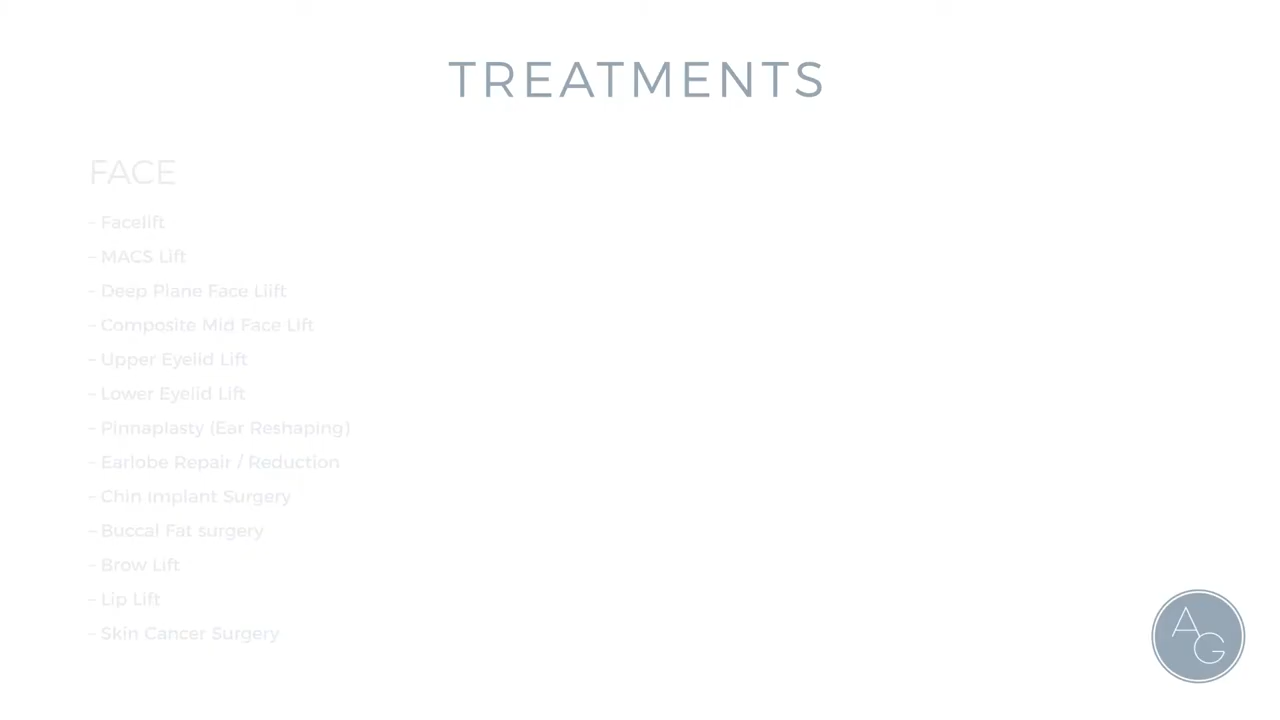 TREATMENTS
FACE
- Facelift
- MACS Lift
- Deep Plane Face Liift
- Composite Mid Face Lift
- Upper Eyelid Lift
- Lower Eyelid Lift
- Pinnaplasty (Ear Reshaping)
- Earlobe Repair / Reduction
- Chin Implant Surgery
- Buccal Fat surgery
- Brow Lift
- Lip Lift
- Skin Cancer Surgery
AG